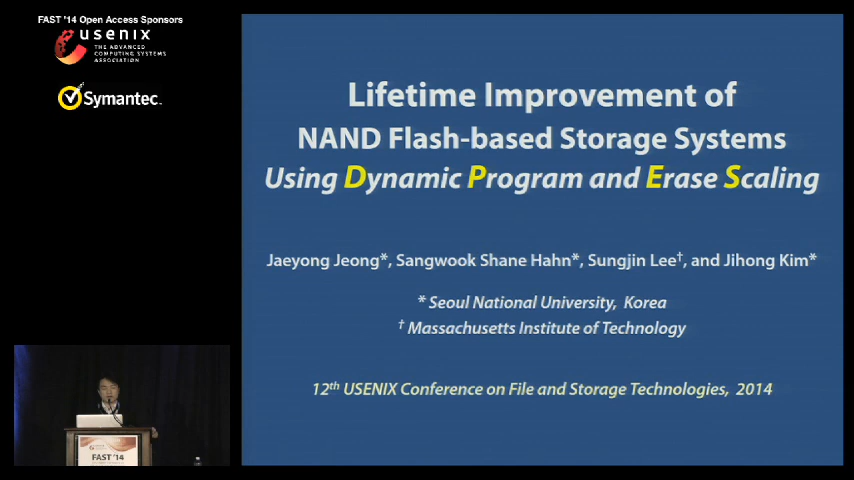 FAST '14 Open Access Sponsors
usenix
THE ADVANCED
COMPUTING SYSTEMS
ASSOCIATION
Symantec.
Lifetime Improvement of
NAND Flash-based Storage Systems
Using Dynamic Program and Erase Scaling
Jaeyong Jeong*, Sangwook Shane Hahn*, Sungjin Lee†, and Jihong Kim*
* Seoul National University, Korea
† Massachusetts Institute of Technology
12th USENIX Conference on File and Storage Technologies, 2014
FAST '14